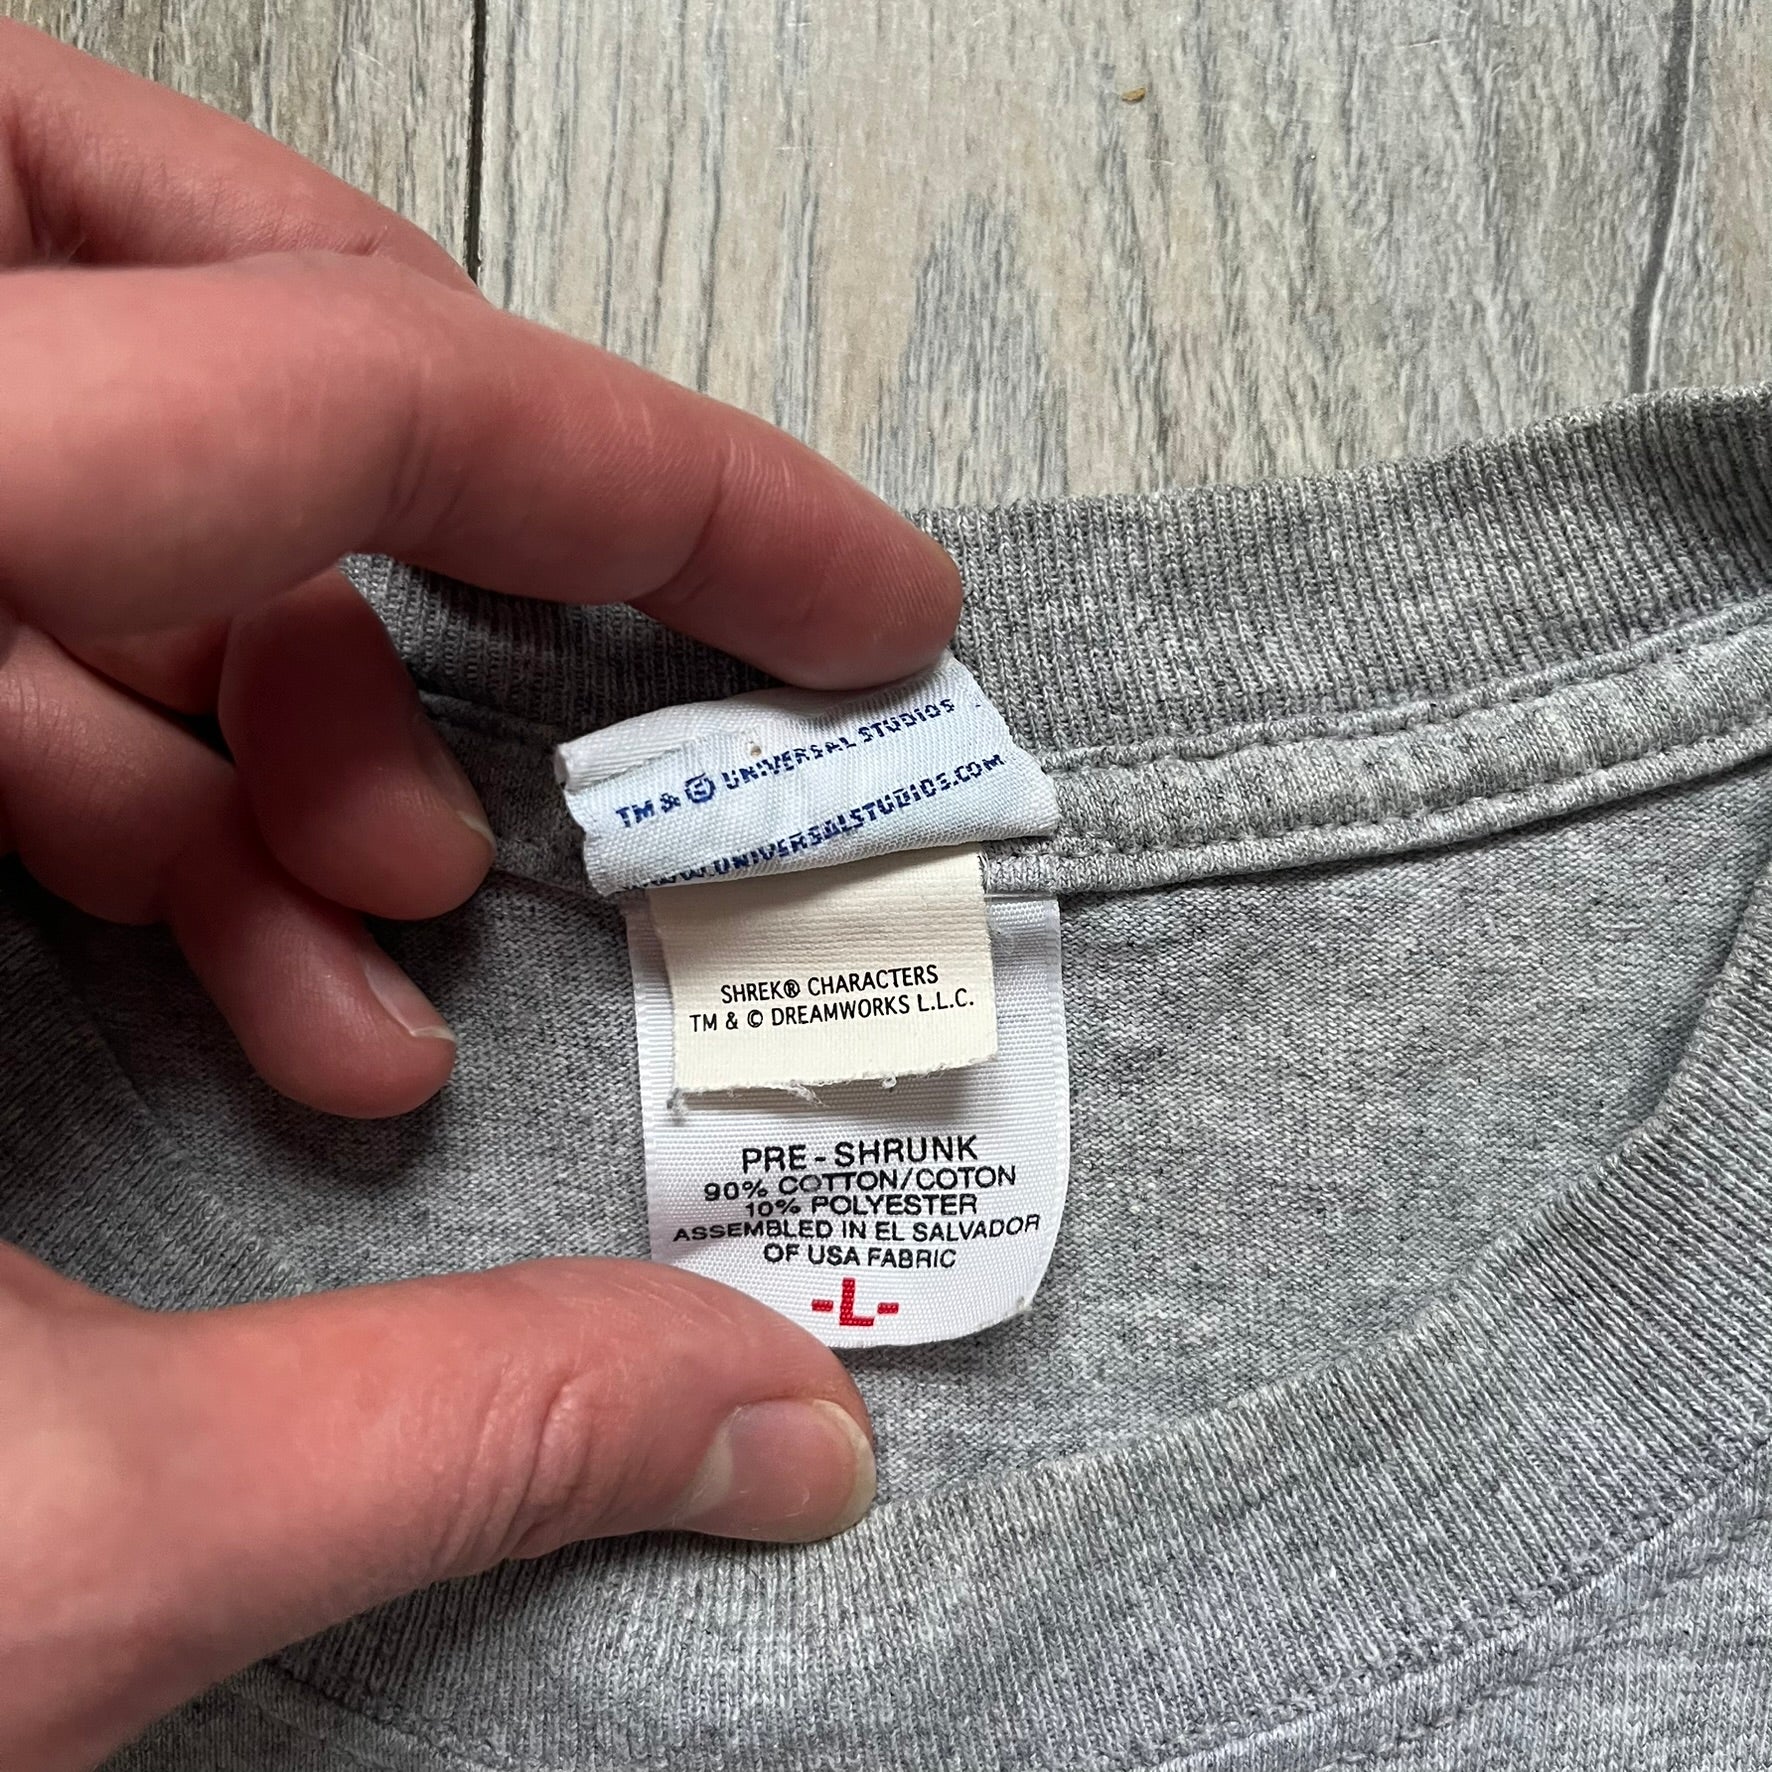 TM & © UNIVERSAL STUDIOS
WWW.UNIVERSALSTUDIOS.COM
SHREK® CHARACTERS
TM & © DREAMWORKS L.L.C.
PRE-SHRUNK
90% COTTON/COTON
10% POLYESTER
ASSEMBLED IN EL SALVADOR
OF USA FABRIC
-L-